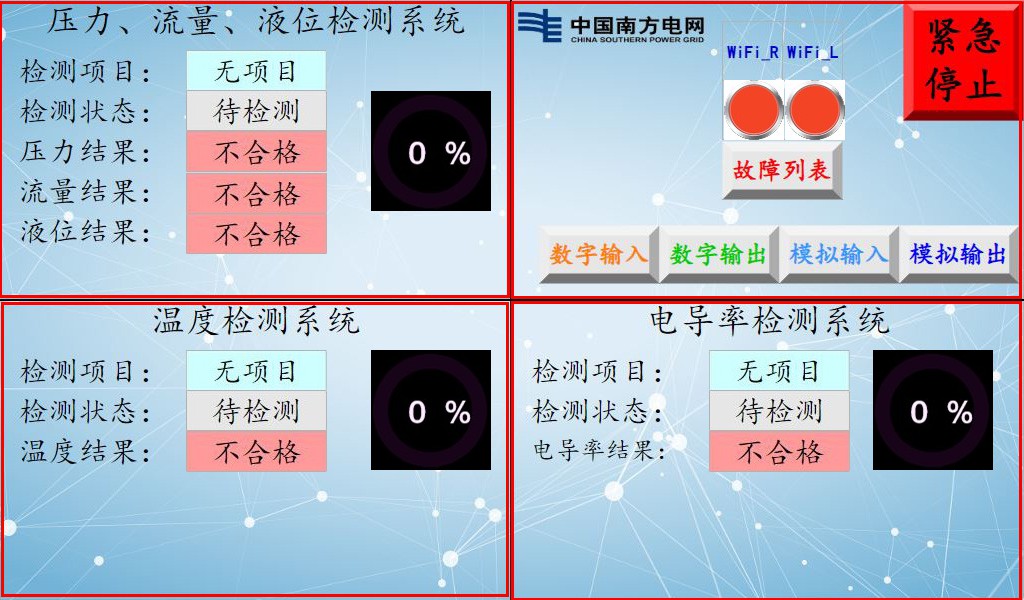 压力、流量、液位检测系统
检测项目： 无项目
检测状态： 待检测
压力结果： 不合格
流量结果： 不合格
液位结果： 不合格
0 %
中国南方电网
CHINA SOUTHERN POWER GRID
WiFi_R WiFi_L
故障列表
紧急
停止
数字输入 数字输出 模拟输入 模拟输出
温度检测系统
检测项目： 无项目
检测状态： 待检测
温度结果： 不合格
0 %
电导率检测系统
检测项目： 无项目
检测状态： 待检测
电导率结果： 不合格
0 %